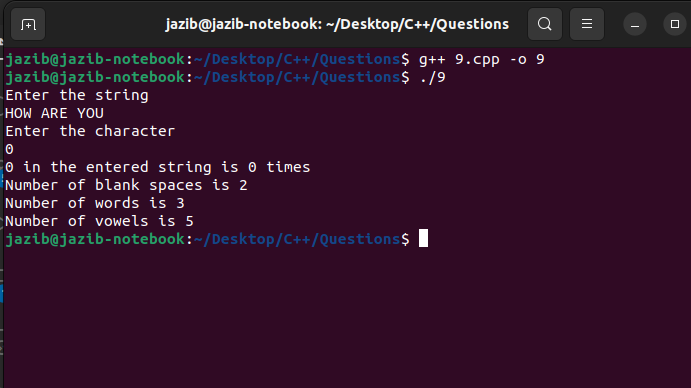 jazib@jazib-notebook: ~/Desktop/C++/Questions
jazib@jazib-notebook:~/Desktop/C++/Questions$ g++ 9.cpp -o 9
jazib@jazib-notebook:~/Desktop/C++/Questions$ ./9
Enter the string
HOW ARE YOU
Enter the character
0
0 in the entered string is 0 times
Number of blank spaces is 2
Number of words is 3
Number of vowels is 5
jazib@jazib-notebook:~/Desktop/C++/Questions$